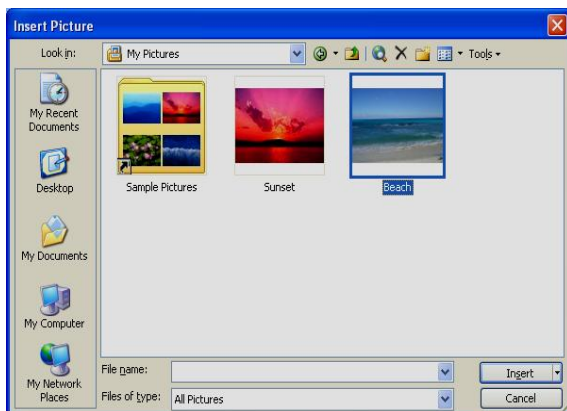 Insert Picture
Look in:
My Pictures
Tools
My Recent
Documents
Desktop
My Documents
My Computer
My Network
Places
Sample Pictures
Sunset
Beach
File name:
Insert
Files of type:
All Pictures
Cancel